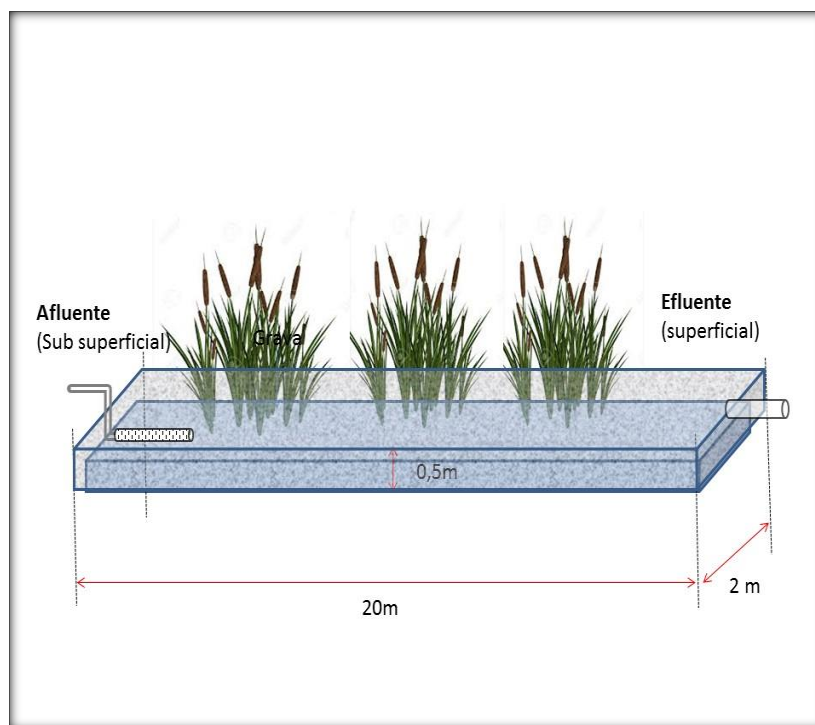 Afluente
(Sub superficial)
Grava
Efluente
(superficial)
0,5m
20m
2 m